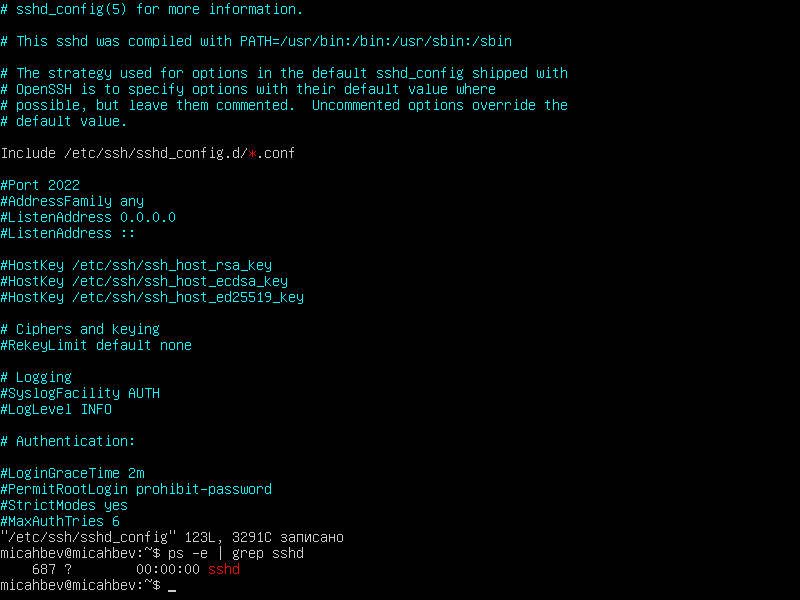 # sshd_config(5) for more information.
# This sshd was compiled with PATH=/usr/bin:/bin:/usr/sbin:/sbin
# The strategy used for options in the default sshd_config shipped with
# OpenSSH is to specify options with their default value where
# possible, but leave them commented.  Uncommented options override the
# default value.
Include /etc/ssh/sshd_config.d/*.conf
#Port 2022
#AddressFamily any
#ListenAddress 0.0.0.0
#ListenAddress ::
#HostKey /etc/ssh/ssh_host_rsa_key
#HostKey /etc/ssh/ssh_host_ecdsa_key
#HostKey /etc/ssh/ssh_host_ed25519_key
# Ciphers and keying
#RekeyLimit default none
# Logging
#SyslogFacility AUTH
#LogLevel INFO
# Authentication:
#LoginGraceTime 2m
#PermitRootLogin prohibit-password
#StrictModes yes
#MaxAuthTries 6
"/etc/ssh/sshd_config" 123L, 3291C записано
micahbev@micahbev:~$ ps -e | grep sshd
    687 ?        00:00:00 sshd
micahbev@micahbev:~$ _